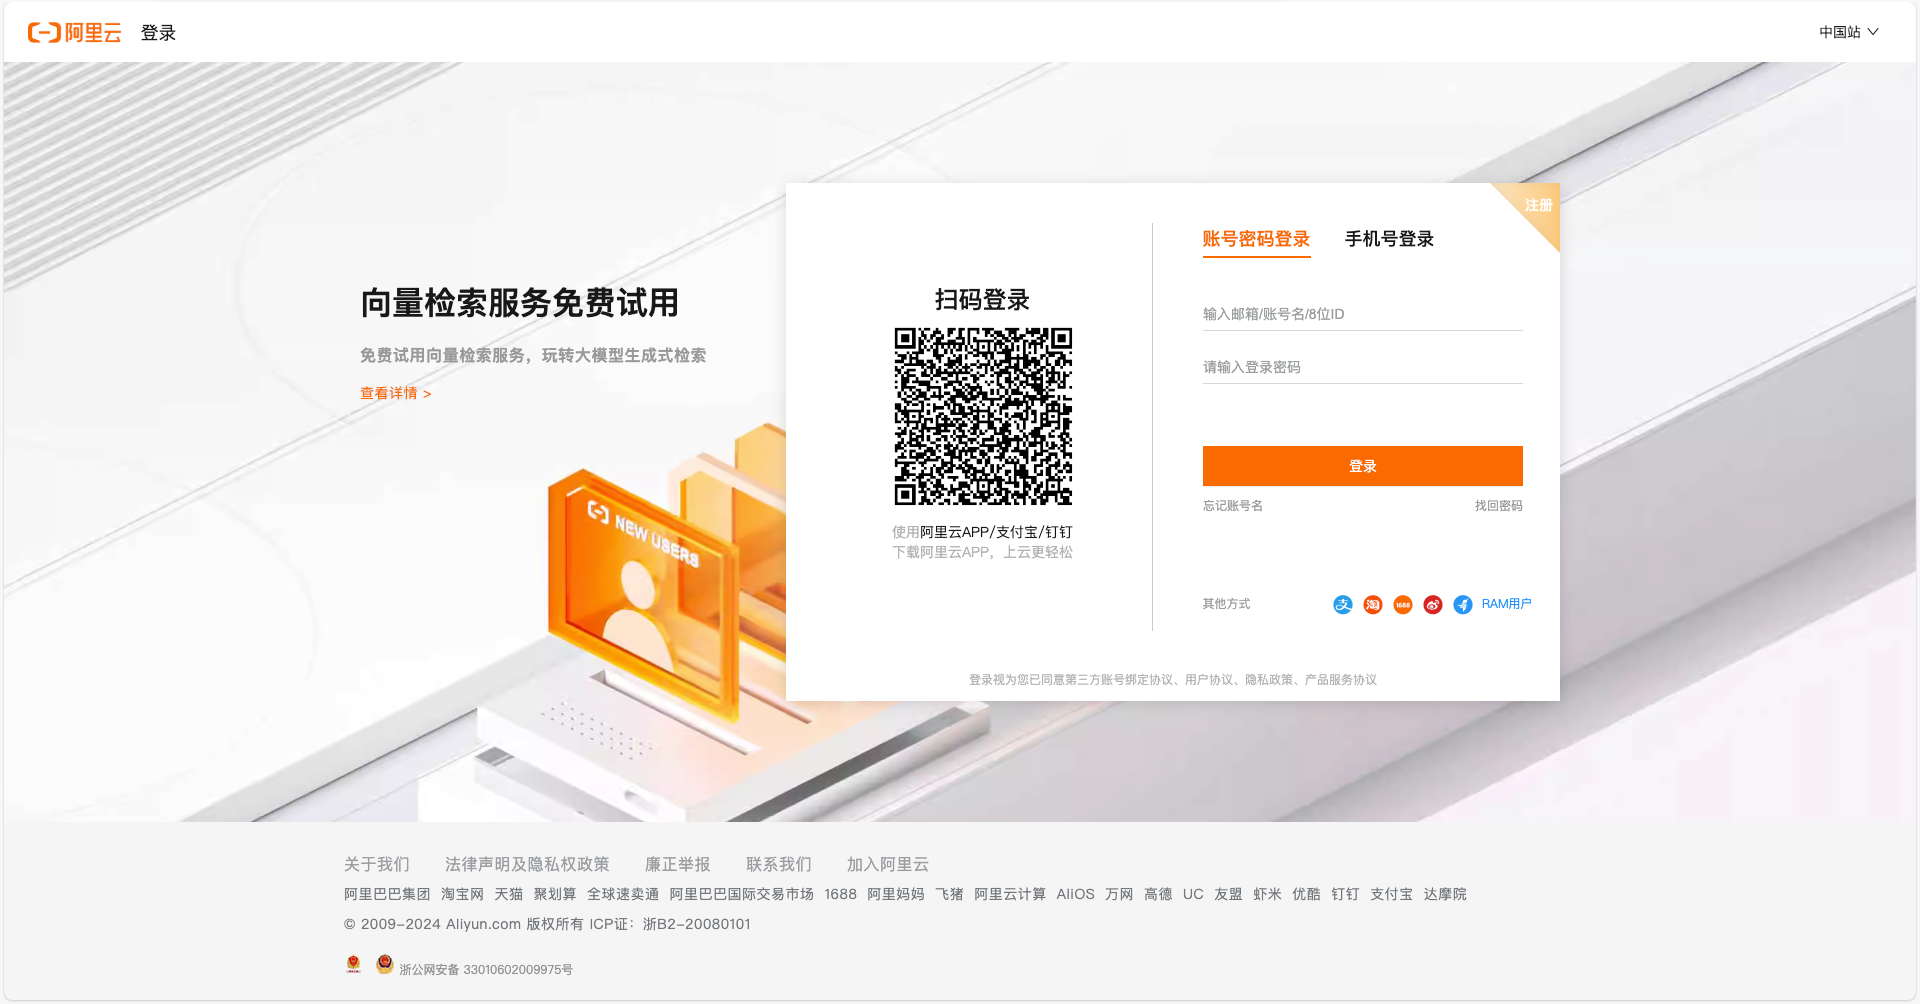 阿里云 登录
中国站
注册
账号密码登录 手机号登录
向量检索服务免费试用
免费试用向量检索服务，玩转大模型生成式检索
查看详情 >
扫码登录
使用阿里云APP/支付宝/钉钉
下载阿里云APP，上云更轻松
输入邮箱/账号名/8位ID
请输入登录密码
登录
忘记账号名 找回密码
其他方式 支 淘 1688 RAM用户
登录视为您已同意第三方账号绑定协议、用户协议、隐私政策、产品服务协议
NEW USERS
关于我们 法律声明及隐私权政策 廉正举报 联系我们 加入阿里云
阿里巴巴集团 淘宝网 天猫 聚划算 全球速卖通 阿里巴巴国际交易市场 1688 阿里妈妈 飞猪 阿里云计算 AliOS 万网 高德 UC 友盟 虾米 优酷 钉钉 支付宝 达摩院
© 2009-2024 Aliyun.com 版权所有 ICP证：浙B2-20080101
浙公网安备 33010602009975号